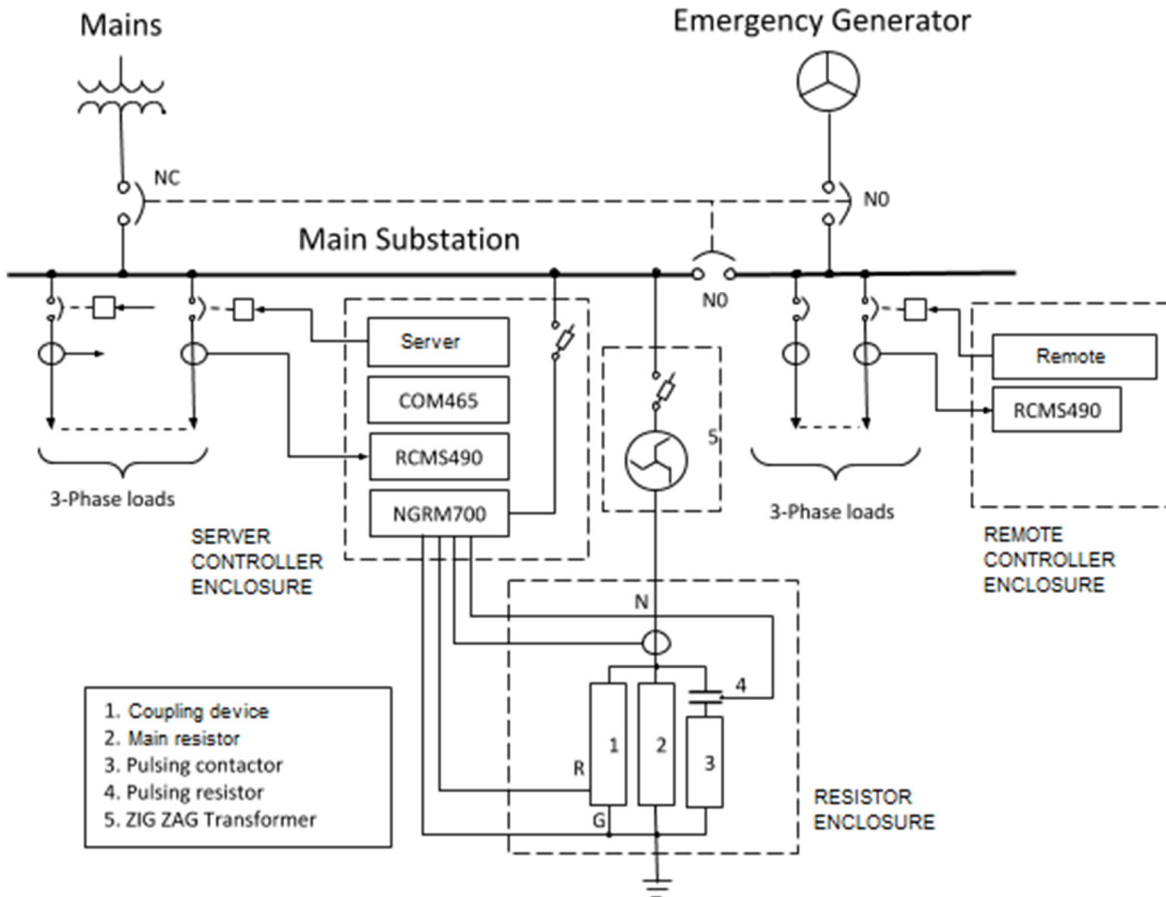 Mains
Emergency Generator
NC
N0
Main Substation
N0
Server
COM465
RCMS490
NGRM700
Remote
RCMS490
5
3-Phase loads
3-Phase loads
SERVER
CONTROLLER
ENCLOSURE
REMOTE
CONTROLLER
ENCLOSURE
N
4
1
2
3
R
G
1. Coupling device
2. Main resistor
3. Pulsing contactor
4. Pulsing resistor
5. ZIG ZAG Transformer
RESISTOR
ENCLOSURE